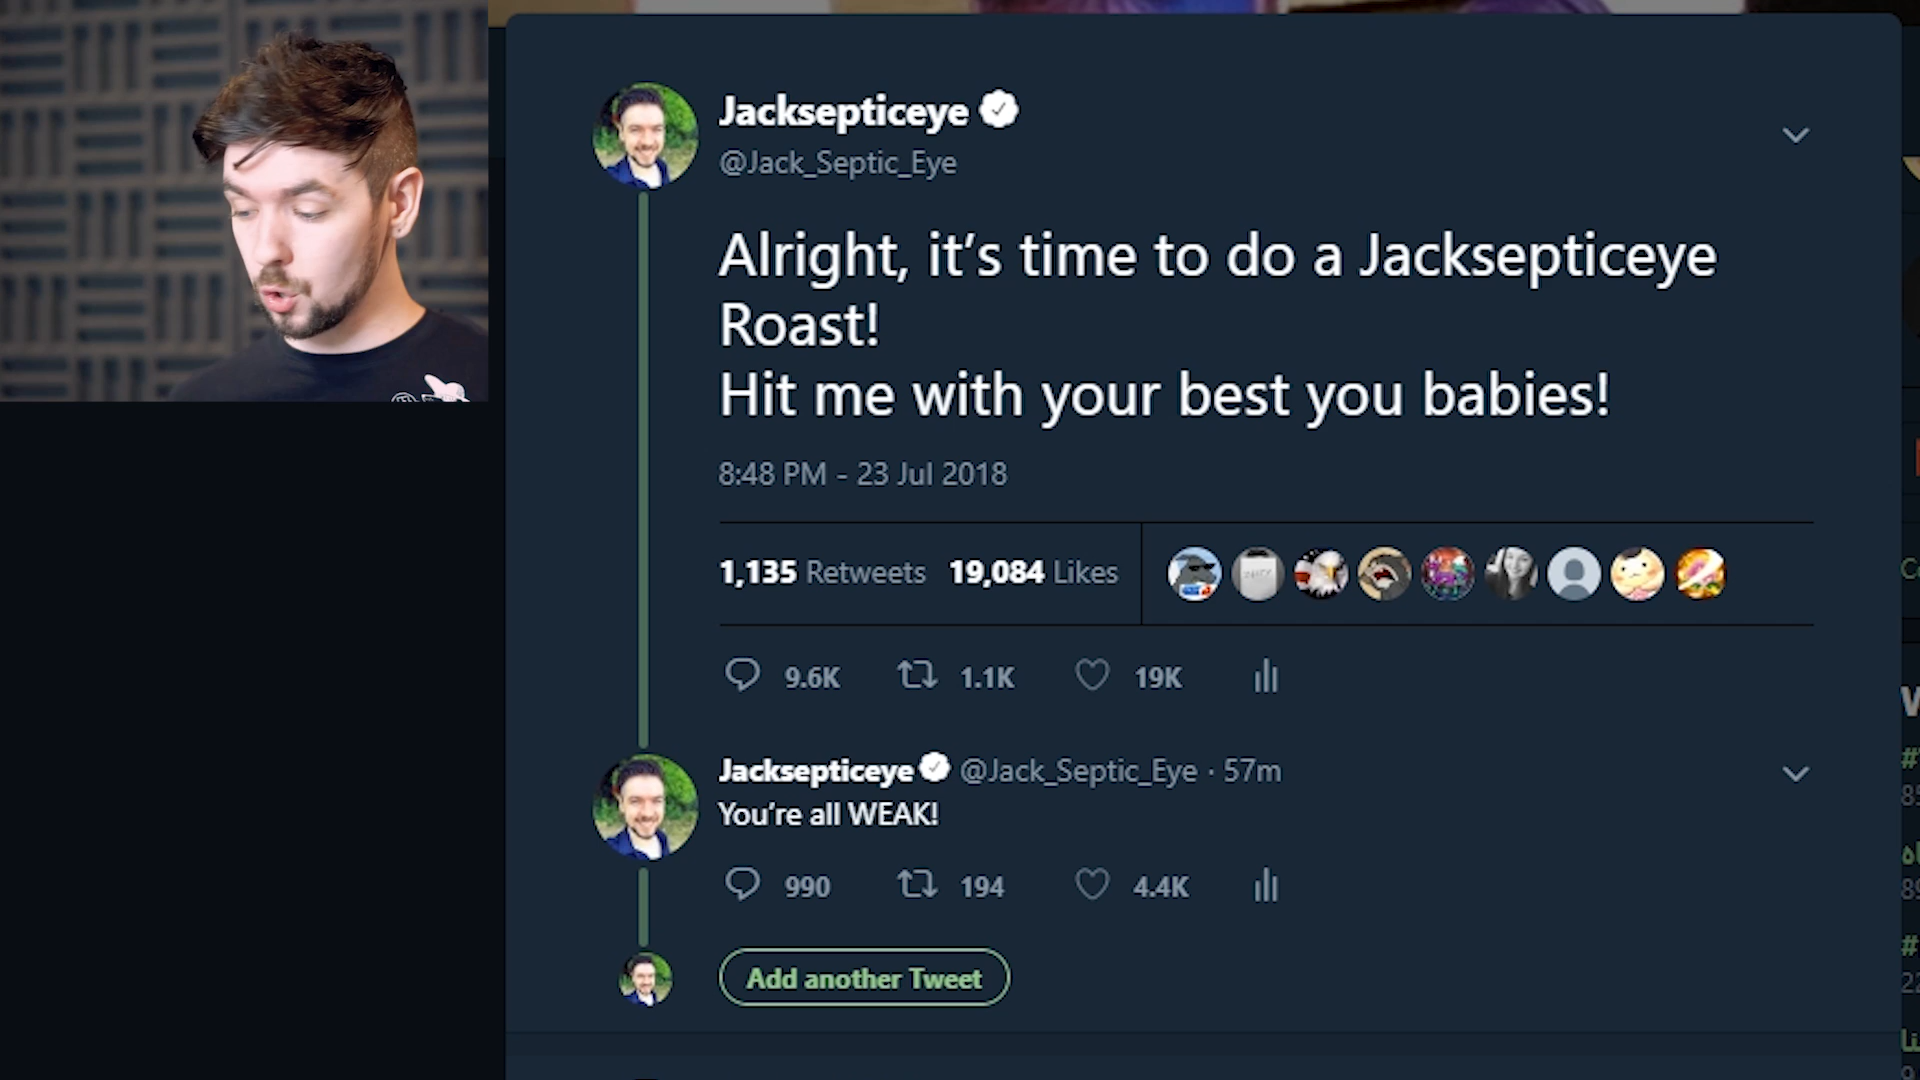 Jacksepticeye
@Jack_Septic_Eye
Alright, it’s time to do a Jacksepticeye
Roast!
Hit me with your best you babies!
8:48 PM - 23 Jul 2018
1,135 Retweets 19,084 Likes
9.6K 1.1K 19K
Jacksepticeye @Jack_Septic_Eye · 57m
You’re all WEAK!
990 194 4.4K
Add another Tweet